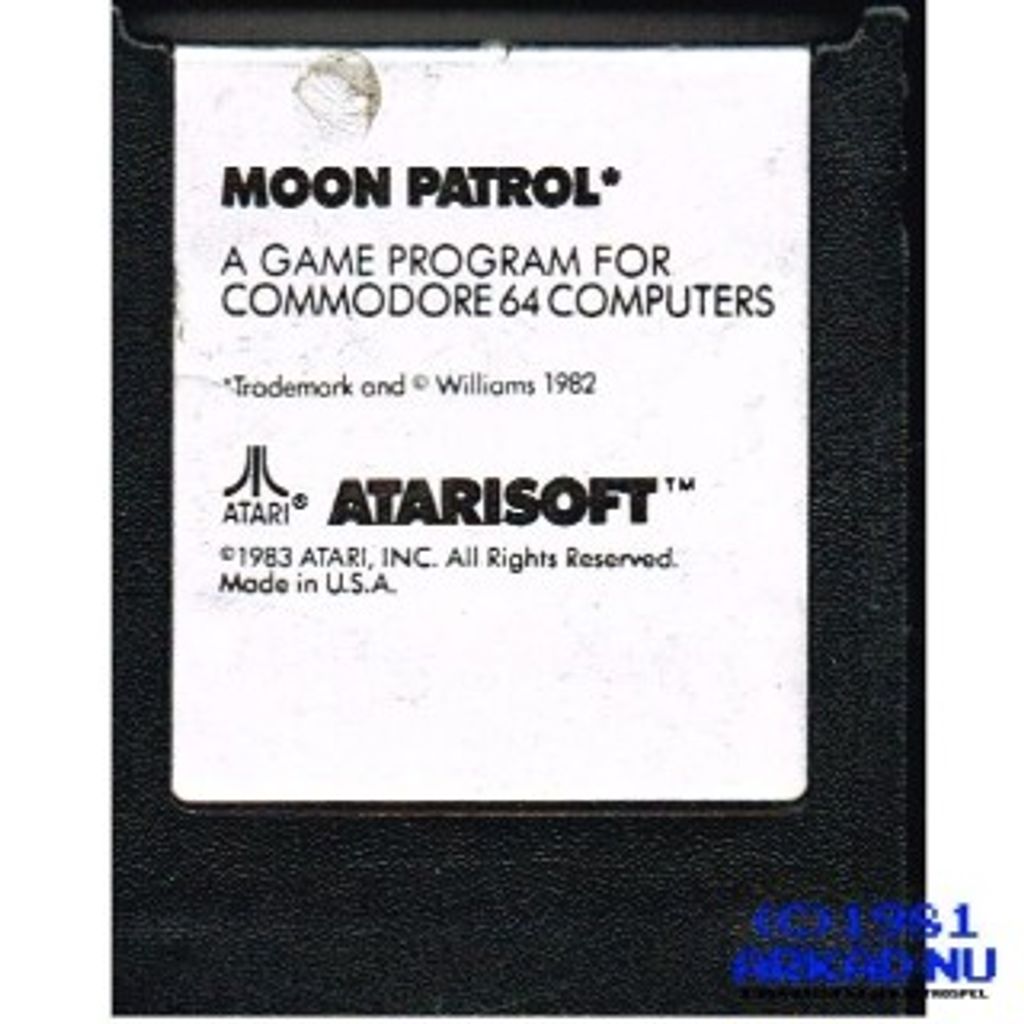 MOON PATROL*
A GAME PROGRAM FOR
COMMODORE 64 COMPUTERS
*Trademark and © Williams 1982
ATARI® ATARISOFT™
©1983 ATARI, INC. All Rights Reserved.
Made in U.S.A.
(C)1981
ARKAD NU